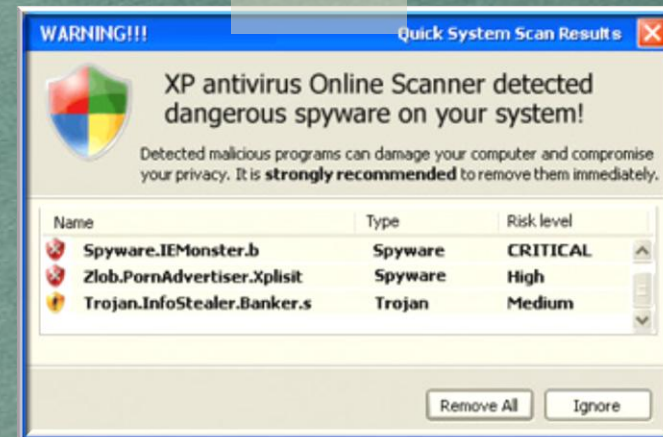 WARNING!!! Quick System Scan Results
XP antivirus Online Scanner detected
dangerous spyware on your system!
Detected malicious programs can damage your computer and compromise
your privacy. It is strongly recommended to remove them immediately.
Name Type Risk level
Spyware.IEMonster.b Spyware CRITICAL
Zlob.PornAdvertiser.Xplisit Spyware High
Trojan.InfoStealer.Banker.s Trojan Medium
Remove All Ignore